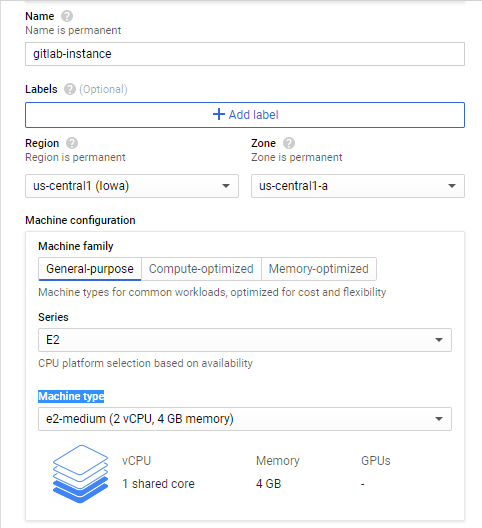 Name
Name is permanent
gitlab-instance
Labels (Optional)
Add label
Region Zone
Region is permanent Zone is permanent
us-central1 (Iowa) us-central1-a
Machine configuration
Machine family
General-purpose Compute-optimized Memory-optimized
Machine types for common workloads, optimized for cost and flexibility
Series
E2
CPU platform selection based on availability
Machine type
e2-medium (2 vCPU, 4 GB memory)
vCPU Memory GPUs
1 shared core 4 GB -